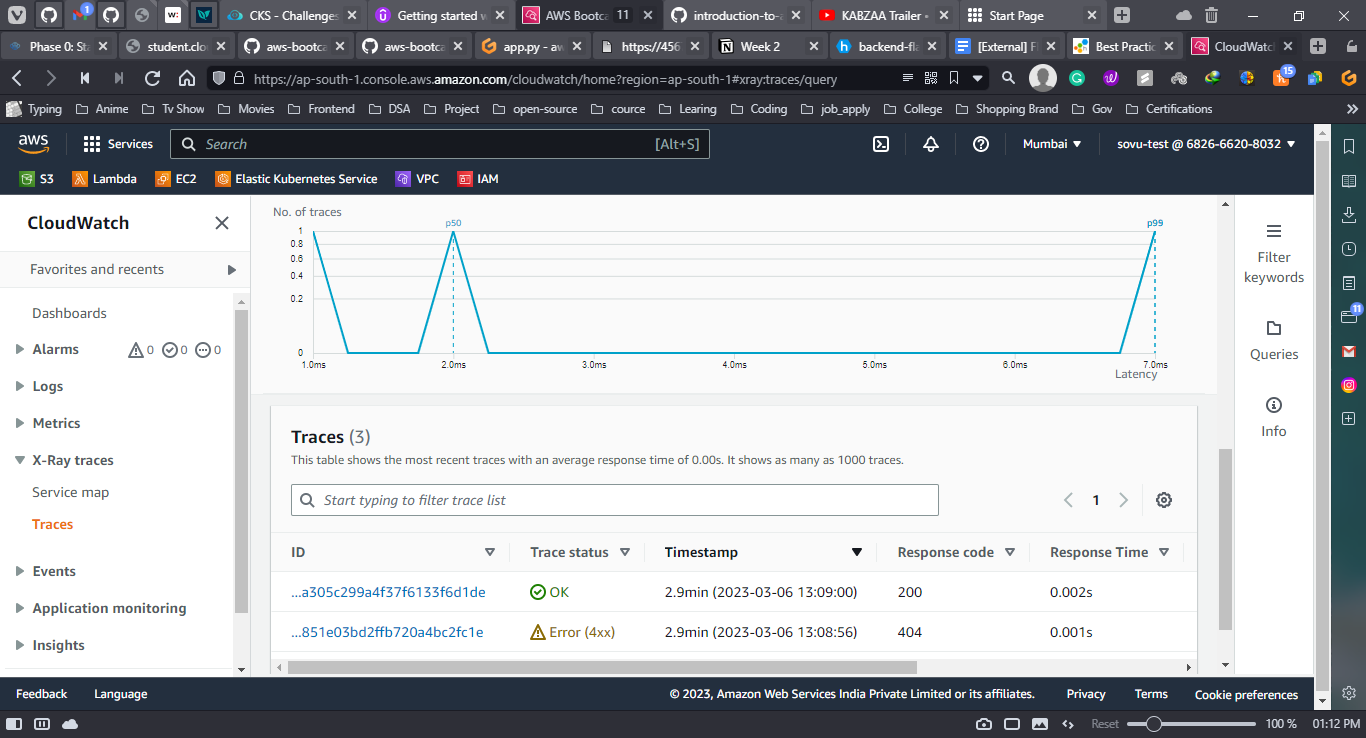 1
CKS - Challenges
Getting started w
AWS Bootca
11
introduction-to-a
KABZAA Trailer •
Start Page
Phase 0: Sta
student.clo
aws-bootca
aws-bootca
app.py - aw
https://456
Week 2
backend-fla
[External] F
Best Practic
CloudWatc
https://ap-south-1.console.aws.amazon.com/cloudwatch/home?region=ap-south-1#xray:traces/query
15
Typing
Anime
Tv Show
Movies
Frontend
DSA
Project
open-source
cource
Learing
Coding
job_apply
College
Shopping Brand
Gov
Certifications
aws
Services
Search
[Alt+S]
Mumbai
sovu-test @ 6826-6620-8032
S3
Lambda
EC2
Elastic Kubernetes Service
VPC
IAM
CloudWatch
Favorites and recents
Dashboards
Alarms
0
0
0
Logs
Metrics
X-Ray traces
Service map
Traces
Events
Application monitoring
Insights
No. of traces
p50
p99
1
0.8
0.6
0.4
0.2
0
1.0ms
2.0ms
3.0ms
4.0ms
5.0ms
6.0ms
7.0ms
Latency
Traces (3)
This table shows the most recent traces with an average response time of 0.00s. It shows as many as 1000 traces.
Start typing to filter trace list
1
ID
Trace status
Timestamp
Response code
Response Time
...a305c299a4f37f6133f6d1de
OK
2.9min (2023-03-06 13:09:00)
200
0.002s
...851e03bd2ffb720a4bc2fc1e
Error (4xx)
2.9min (2023-03-06 13:08:56)
404
0.001s
Filter
keywords
Queries
Info
11
Feedback
Language
© 2023, Amazon Web Services India Private Limited or its affiliates.
Privacy
Terms
Cookie preferences
Reset
100 %
01:12 PM